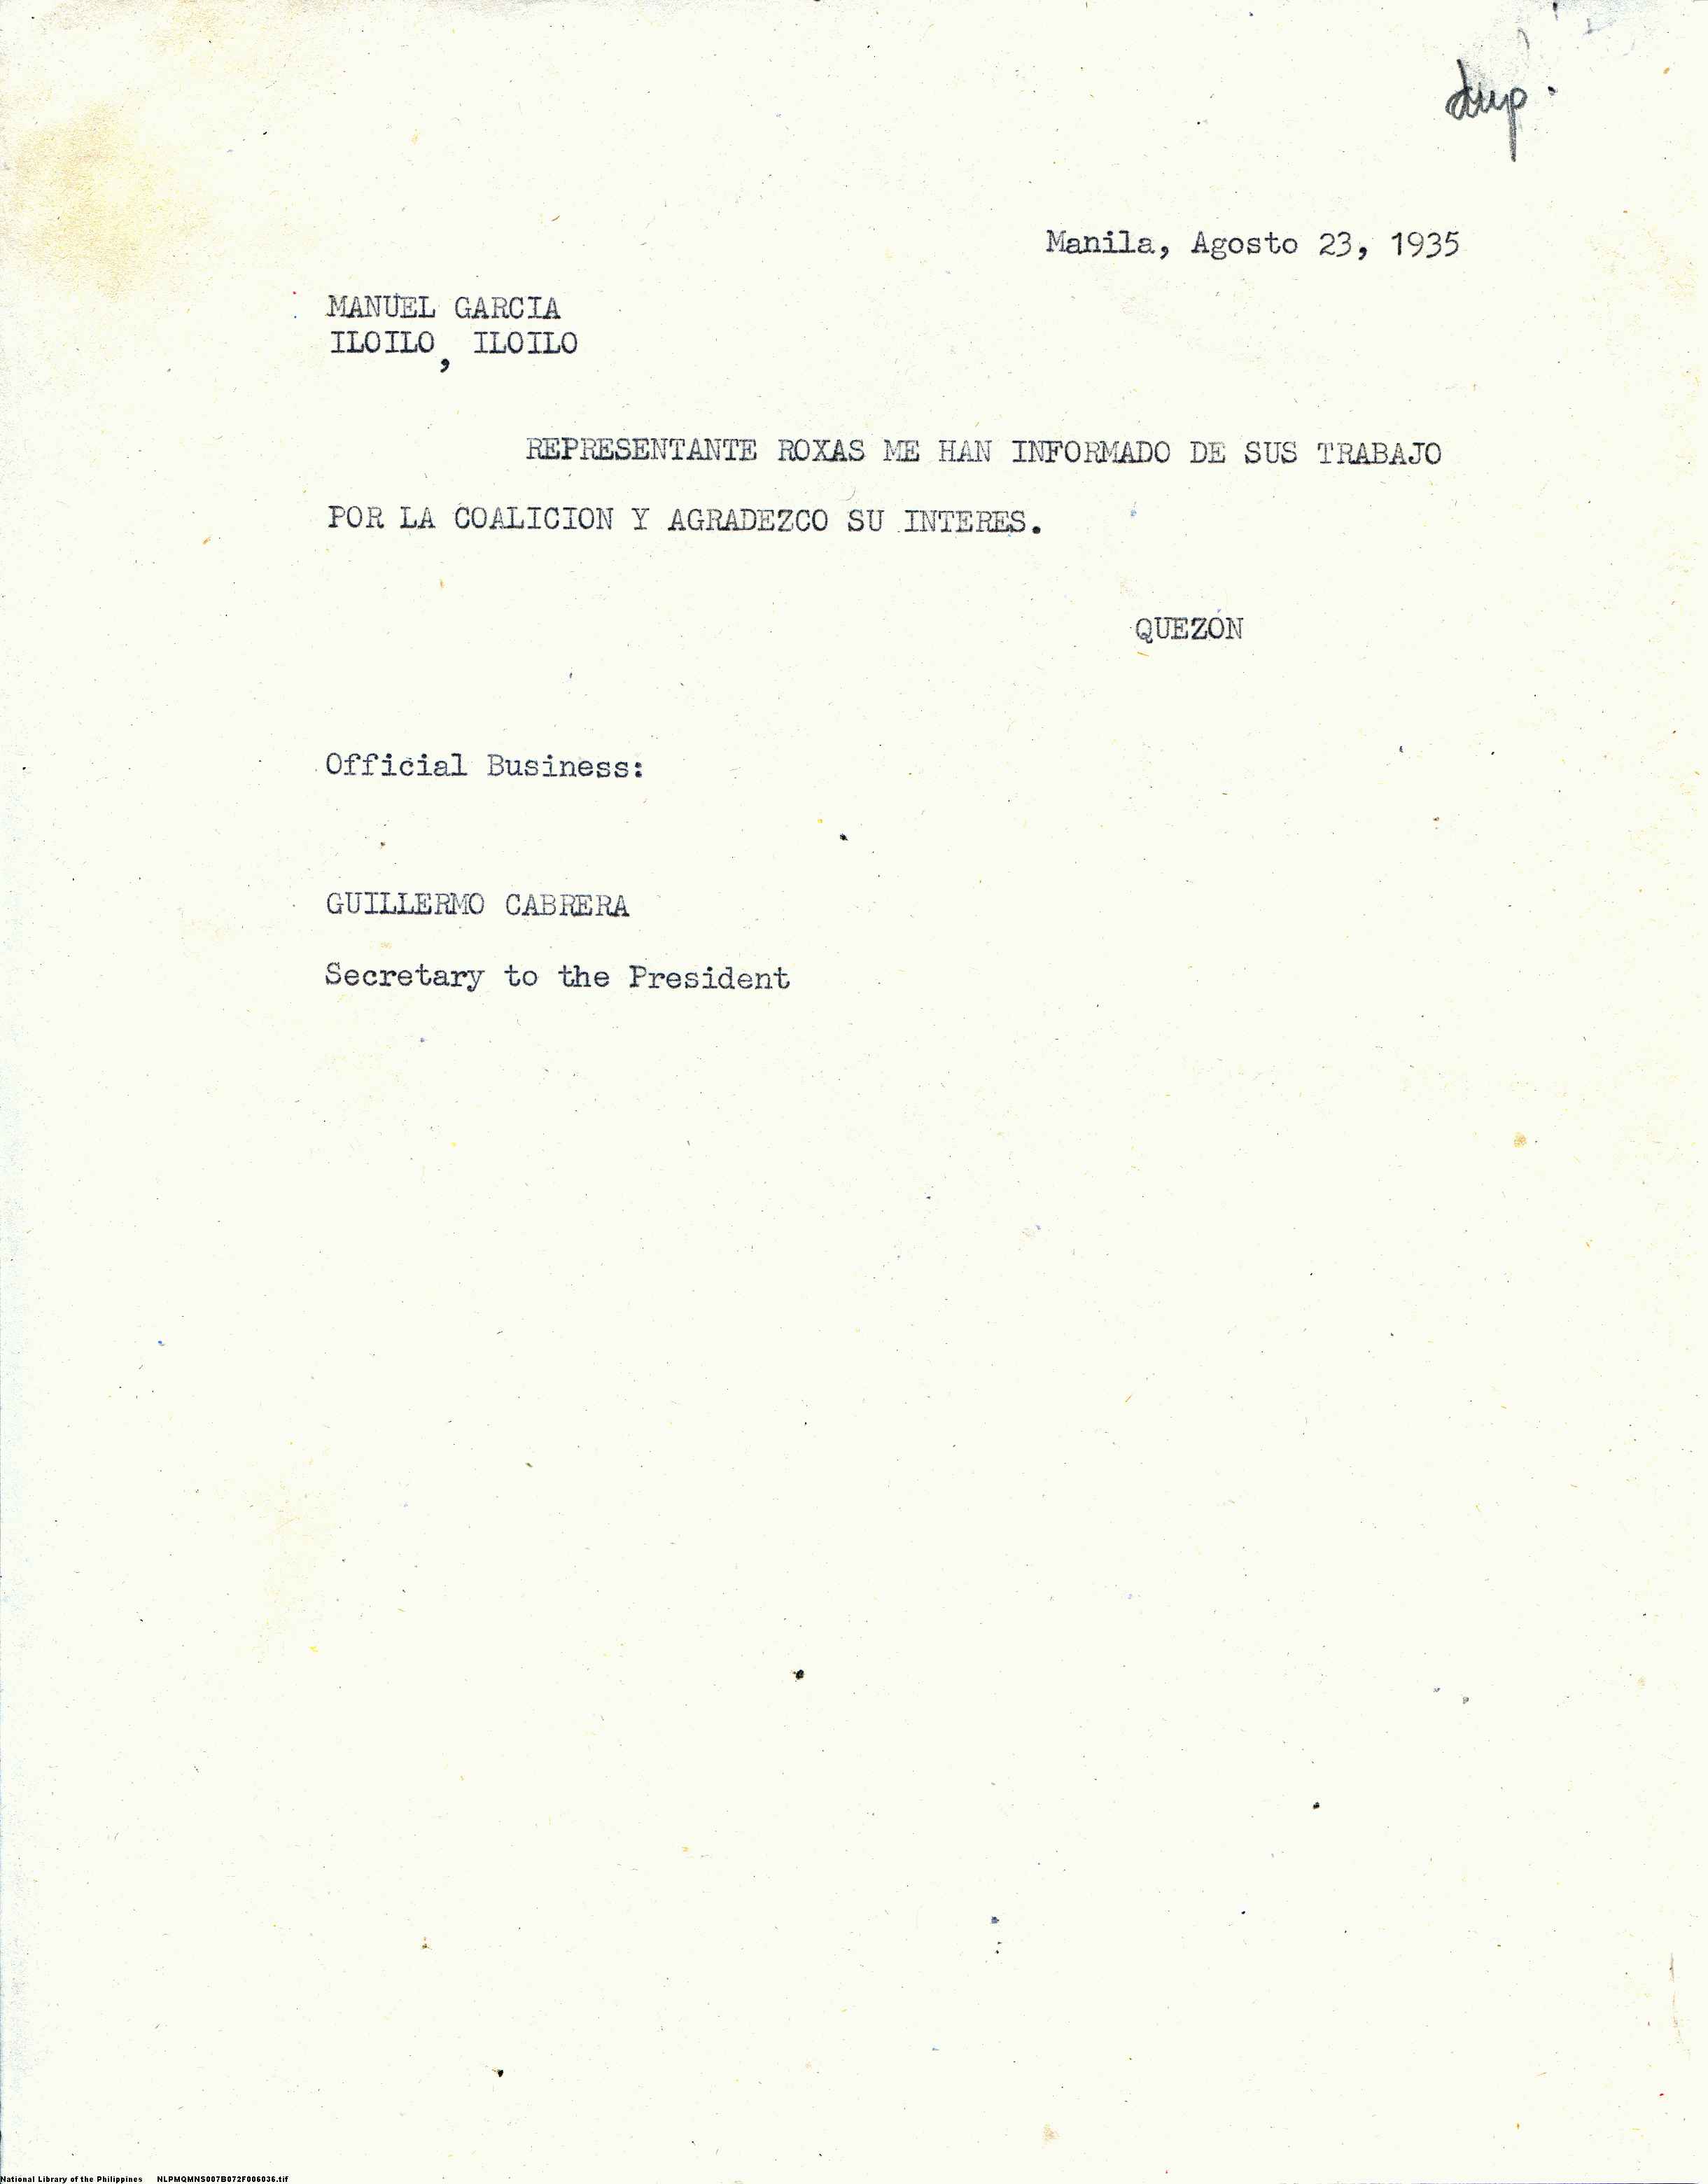 dup.
Manila, Agosto 23, 1935
MANUEL GARCIA
ILOILO, ILOILO
REPRESENTANTE ROXAS ME HAN INFORMADO DE SUS TRABAJO
POR LA COALICION Y AGRADEZCO SU INTERES.
QUEZON
Official Business:
GUILLERMO CABRERA
Secretary to the President
National Library of the Philippines NLPMQMNS007B072F006036.tif